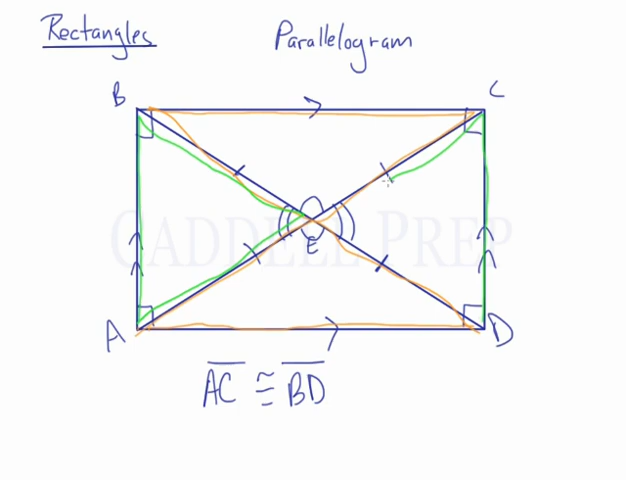 Rectangles
Parallelogram
B
C
CADDELL PREP
E
A
D
AC ≅ BD